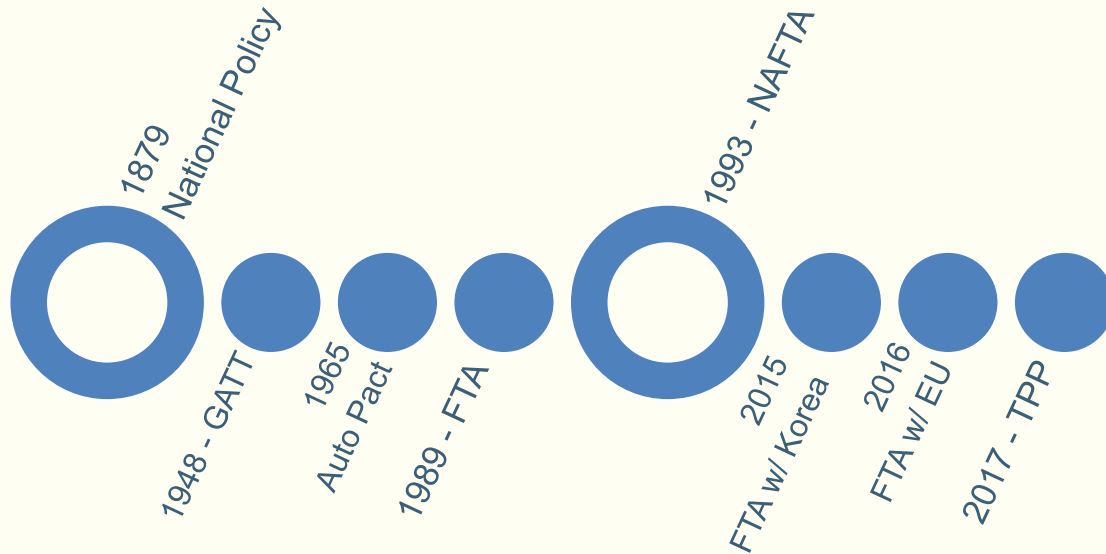 1879
National Policy
1948 - GATT
1965
Auto Pact
1989 - FTA
1993 - NAFTA
2015
FTA w/ Korea
2016
FTA w/ EU
2017 - TPP